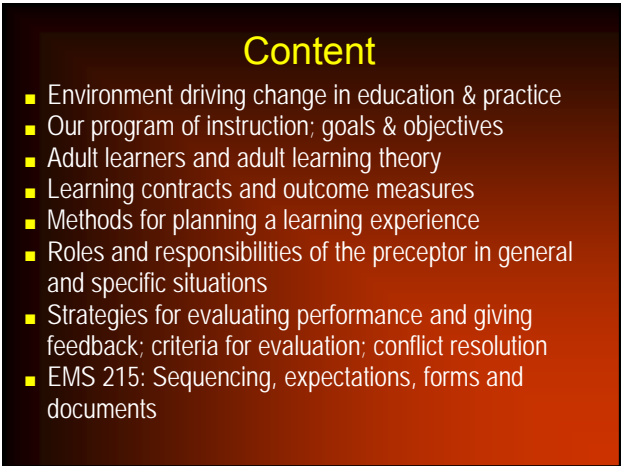 Content
■ Environment driving change in education & practice
■ Our program of instruction; goals & objectives
■ Adult learners and adult learning theory
■ Learning contracts and outcome measures
■ Methods for planning a learning experience
■ Roles and responsibilities of the preceptor in general
and specific situations
■ Strategies for evaluating performance and giving
feedback; criteria for evaluation; conflict resolution
■ EMS 215: Sequencing, expectations, forms and
documents